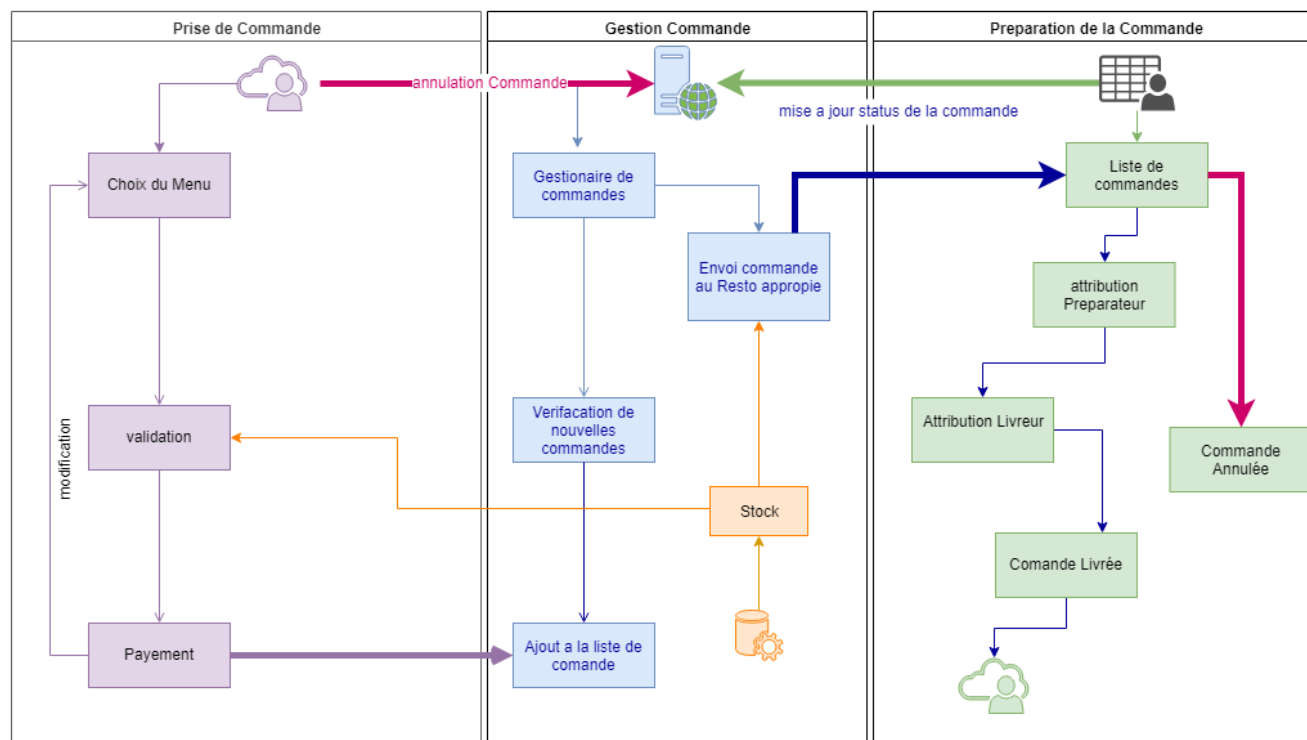 Prise de Commande
Gestion Commande
Preparation de la Commande
annulation Commande
mise a jour status de la commande
Choix du Menu
Gestionaire de
commandes
Liste de
commandes
Envoi commande
au Resto appropie
attribution
Preparateur
validation
modification
Verifacation de
nouvelles
commandes
Attribution Livreur
Commande
Annulée
Stock
Comande Livrée
Payement
Ajout a la liste de
comande